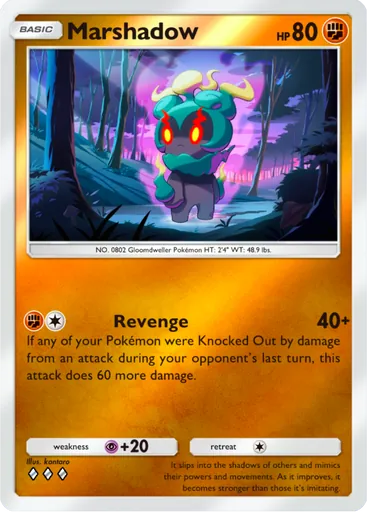 BASIC Marshadow HP 80
NO. 0802 Gloomdweller Pokémon HT: 2'4" WT: 48.9 lbs.
Revenge 40+
If any of your Pokémon were Knocked Out by damage
from an attack during your opponent's last turn, this
attack does 60 more damage.
weakness +20 retreat
Illus. kantaro
It slips into the shadows of others and mimics
their powers and movements. As it improves, it
becomes stronger than those it's imitating.